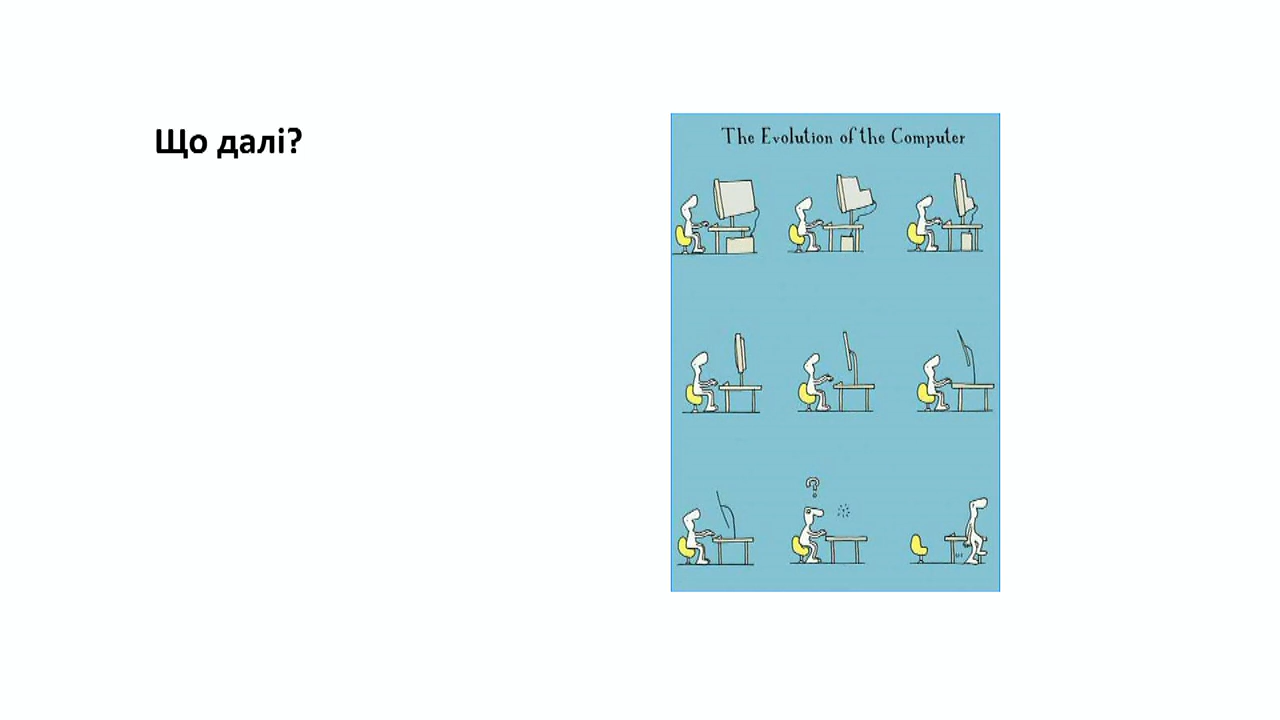 Що далі?
The Evolution of the Computer
?